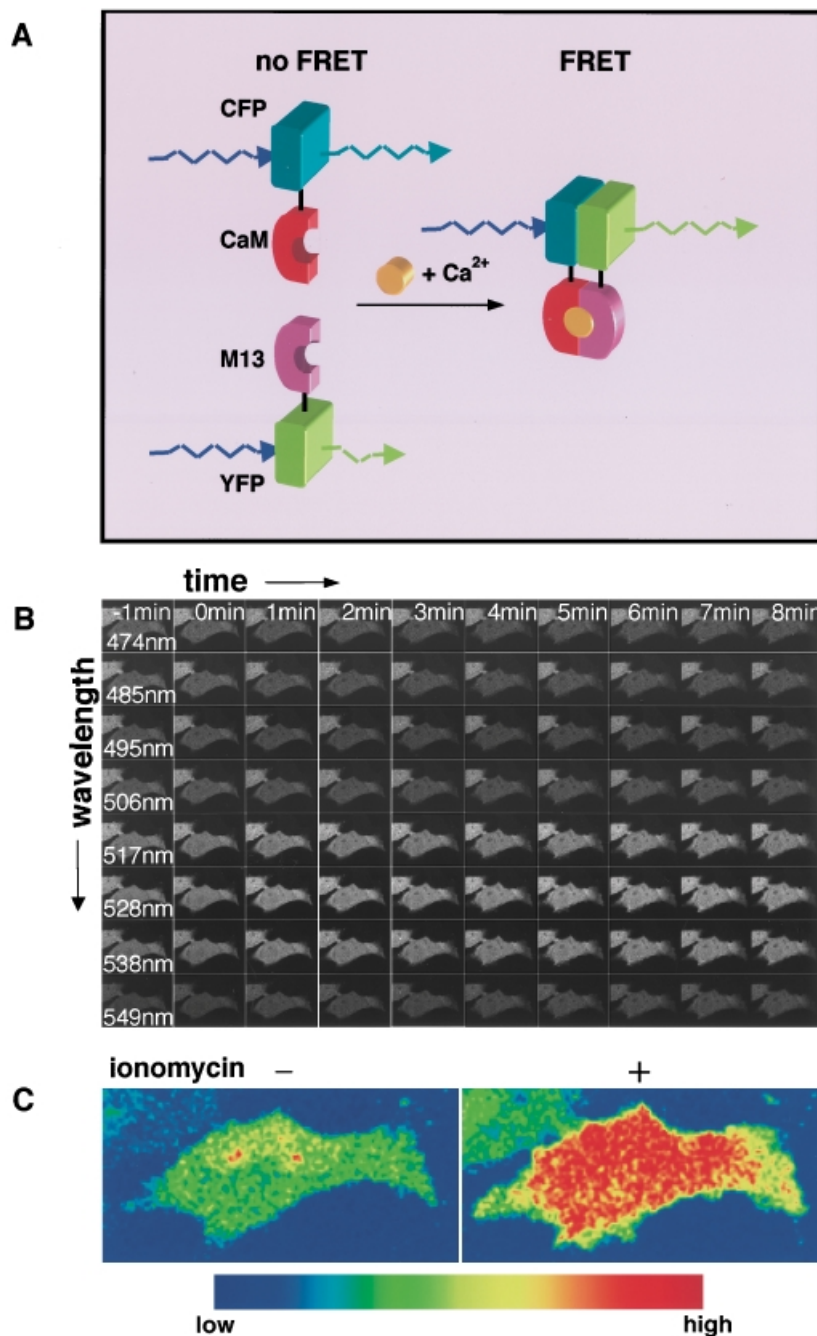 A
no FRET FRET
CFP
CaM
+ Ca²⁺
M13
YFP
B
time
-1min 0min 1min 2min 3min 4min 5min 6min 7min 8min
wavelength
474nm
485nm
495nm
506nm
517nm
528nm
538nm
549nm
C
ionomycin − +
low high